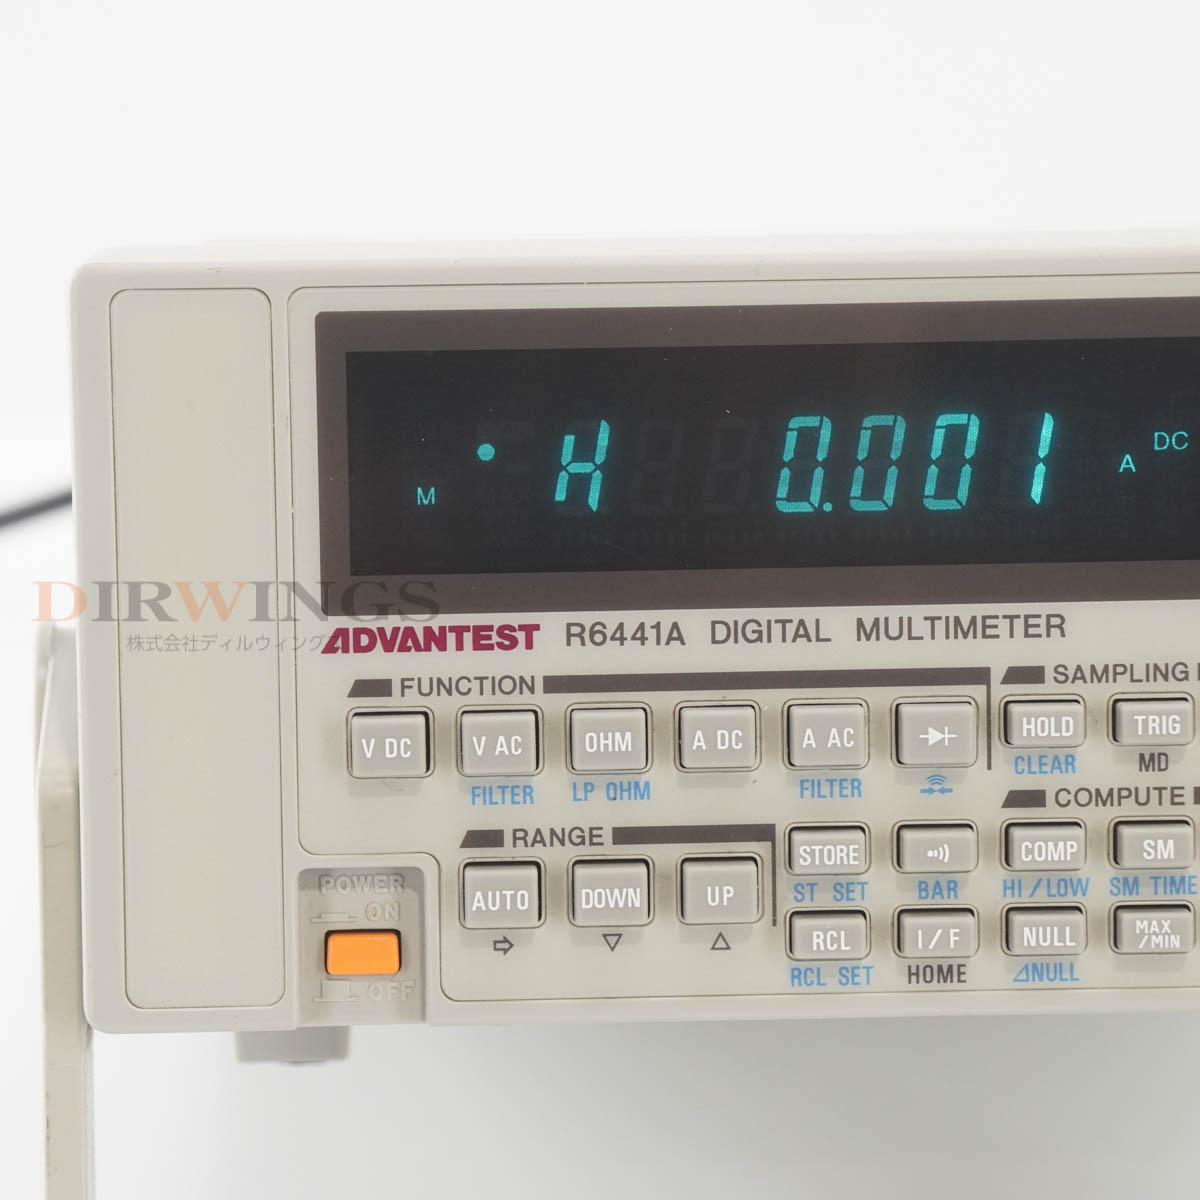 M H 0.001 A DC
DIRWINGS
株式会社ディルウィングス
ADVANTEST R6441A DIGITAL MULTIMETER
FUNCTION
SAMPLING
V DC
V AC
OHM
A DC
A AC
HOLD
TRIG
FILTER
LP OHM
FILTER
CLEAR
MD
COMPUTE
RANGE
STORE
COMP
SM
ST SET
BAR
HI/LOW
SM TIME
AUTO
DOWN
UP
RCL
I/F
NULL
MAX
/MIN
RCL SET
HOME
⊿NULL
POWER
ON
OFF